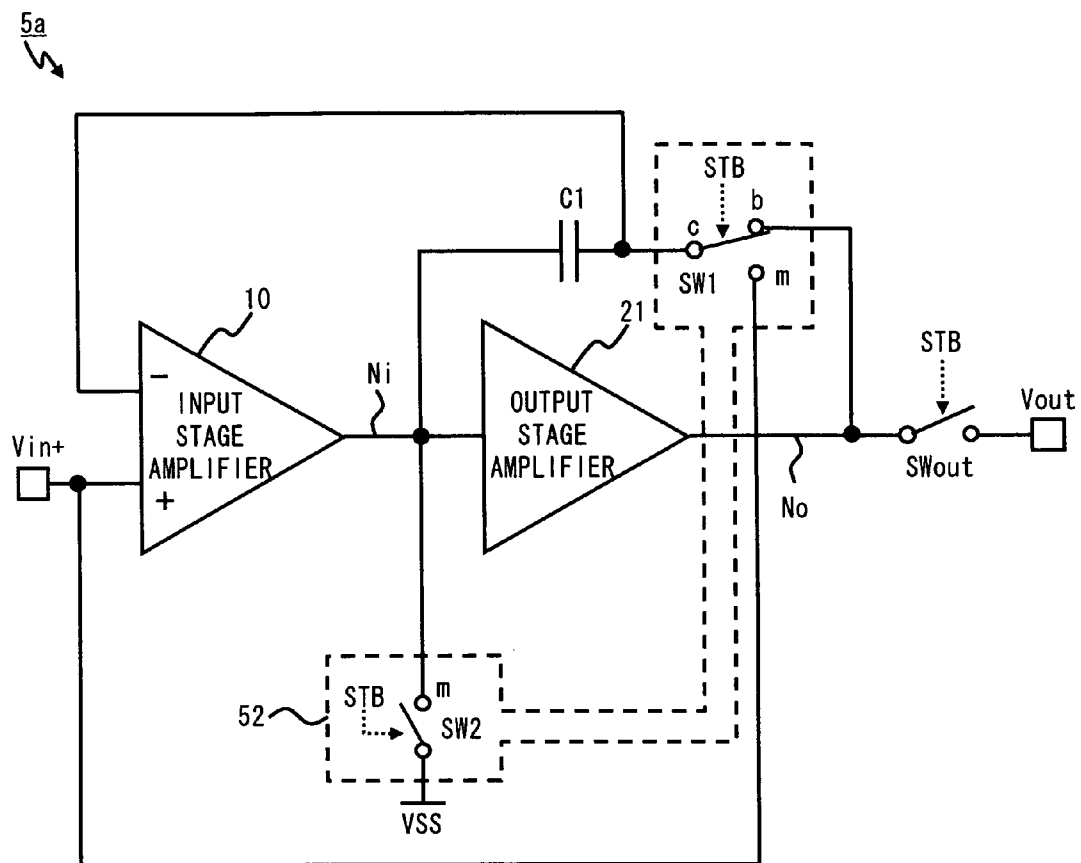 5a
STB
b
C1
c
SW1
m
10
21
STB
Ni
Vout
INPUT
STAGE
AMPLIFIER
OUTPUT
STAGE
AMPLIFIER
Vin+
−
+
SWout
No
m
STB
SW2
52
VSS